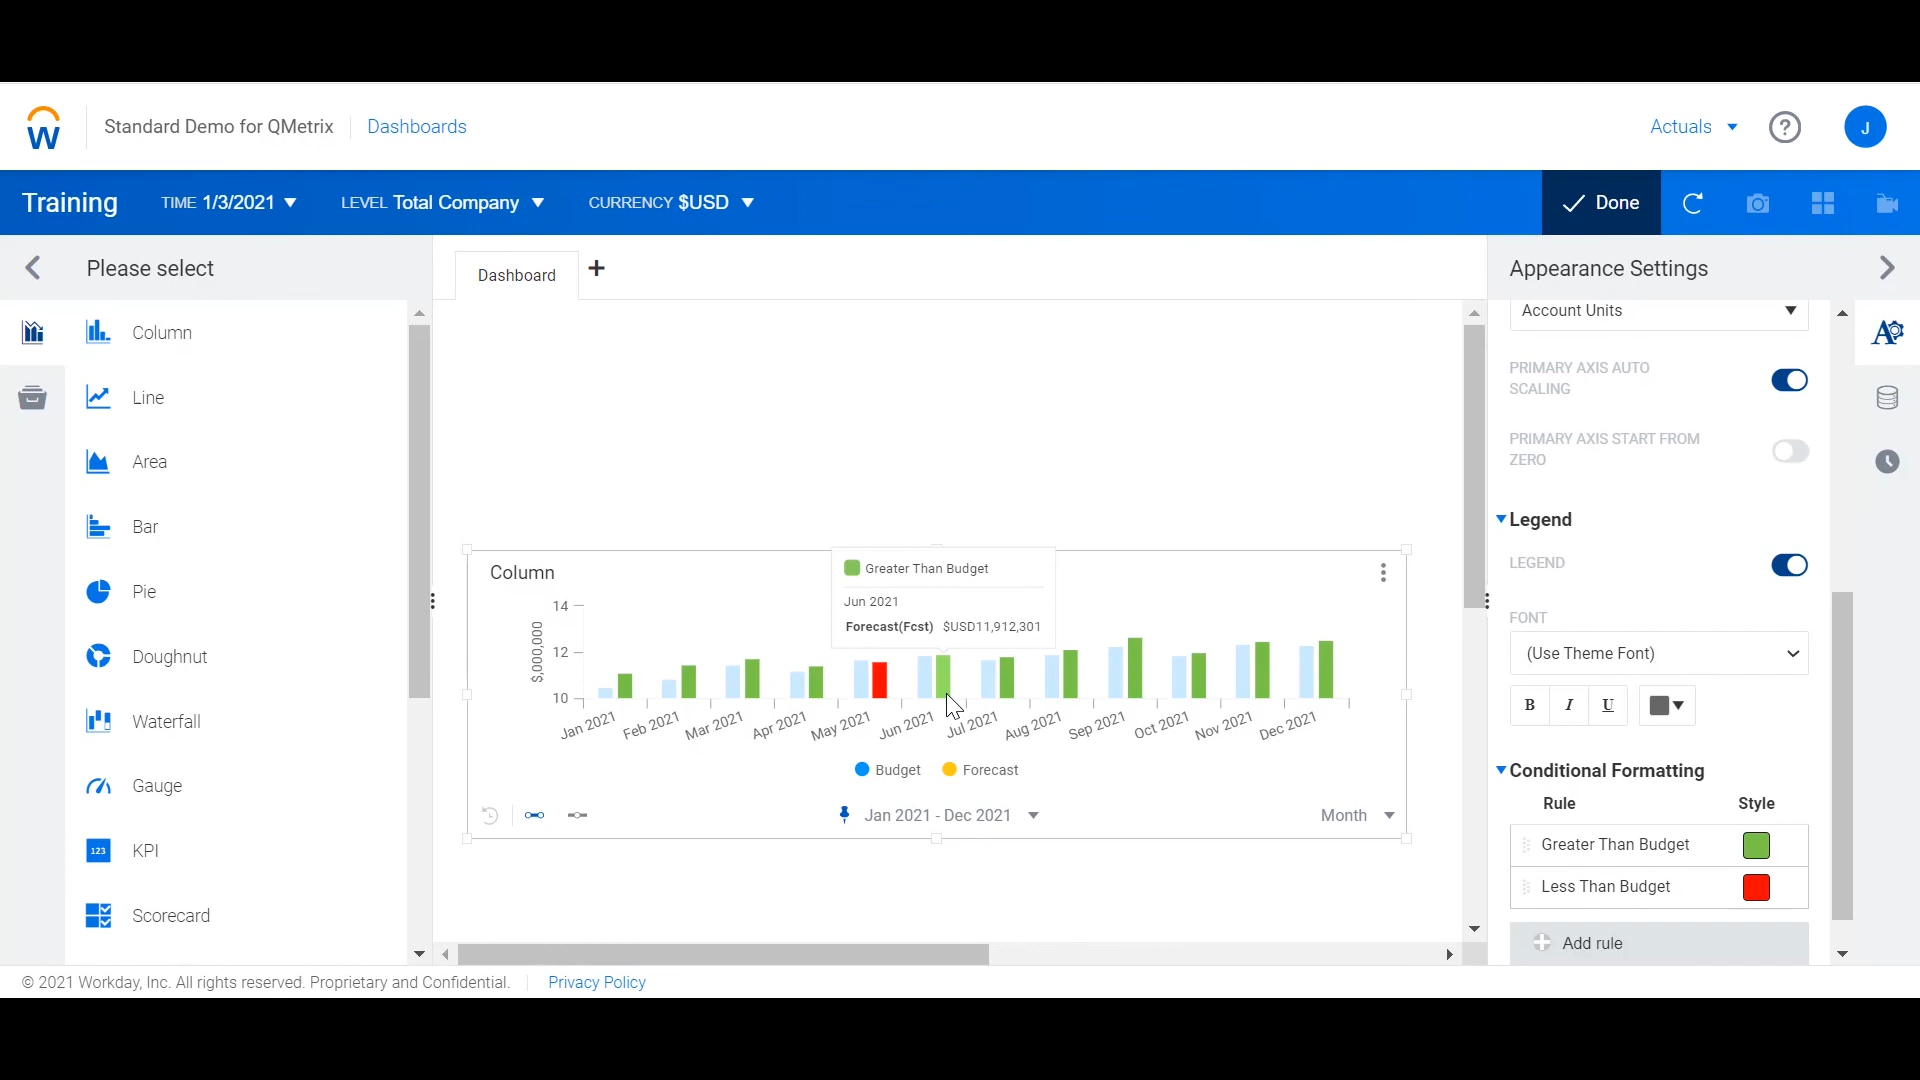 W
Standard Demo for QMetrix
Dashboards
Actuals
?
J
Training
TIME 1/3/2021
LEVEL Total Company
CURRENCY $USD
Done
Please select
Column
Line
Area
Bar
Pie
Doughnut
Waterfall
Gauge
123
KPI
Scorecard
Dashboard
+
Column
Greater Than Budget
Jun 2021
Forecast(Fcst) $USD11,912,301
$,000,000
14
12
10
Jan 2021
Feb 2021
Mar 2021
Apr 2021
May 2021
Jun 2021
Jul 2021
Aug 2021
Sep 2021
Oct 2021
Nov 2021
Dec 2021
Budget
Forecast
Jan 2021 - Dec 2021
Month
Appearance Settings
A
Account Units
PRIMARY AXIS AUTO
SCALING
PRIMARY AXIS START FROM
ZERO
Legend
LEGEND
FONT
(Use Theme Font)
B
I
U
Conditional Formatting
Rule
Style
Greater Than Budget
Less Than Budget
Add rule
© 2021 Workday, Inc. All rights reserved. Proprietary and Confidential.
Privacy Policy